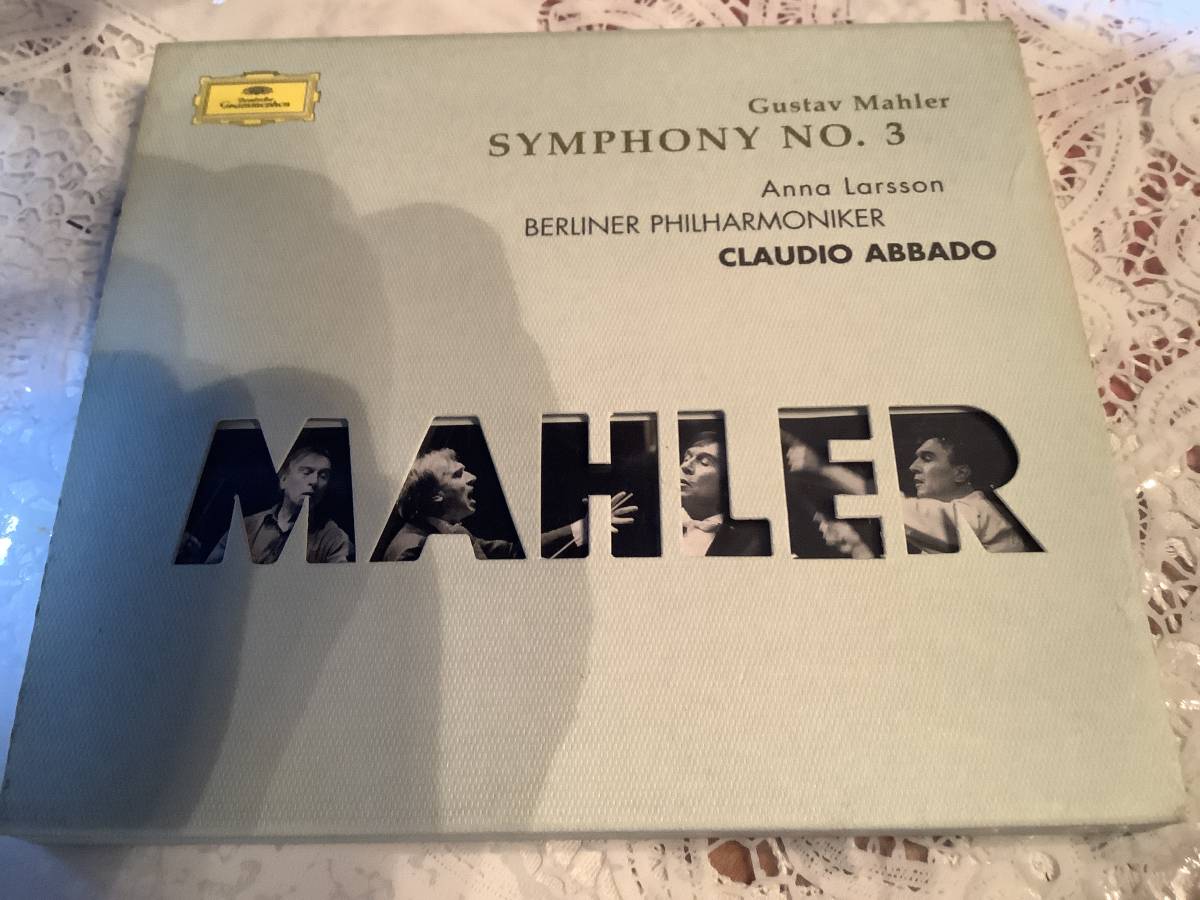 Deutsche
Grammophon
Gustav Mahler
SYMPHONY NO. 3
Anna Larsson
BERLINER PHILHARMONIKER
CLAUDIO ABBADO
MAHLER